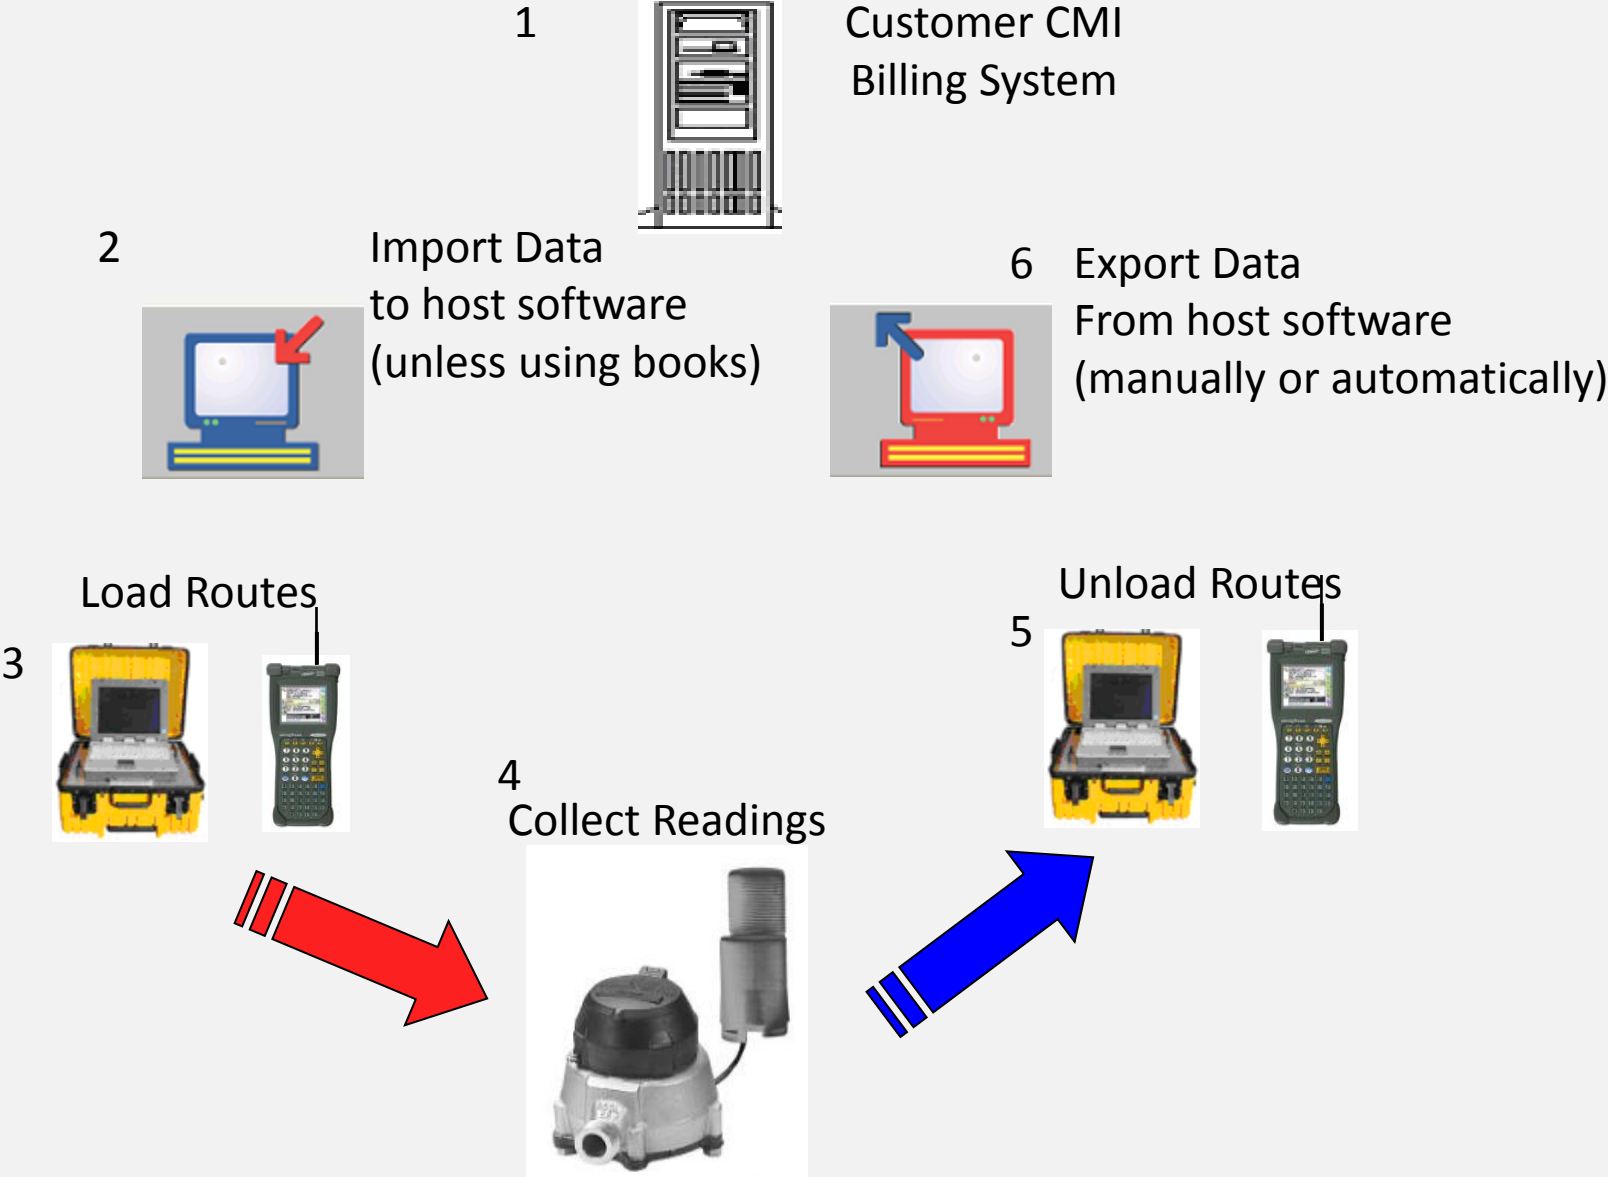 1
Customer CMI
Billing System
2
Import Data
to host software
(unless using books)
6
Export Data
From host software
(manually or automatically)
Load Routes
3
4
Collect Readings
Unload Routes
5